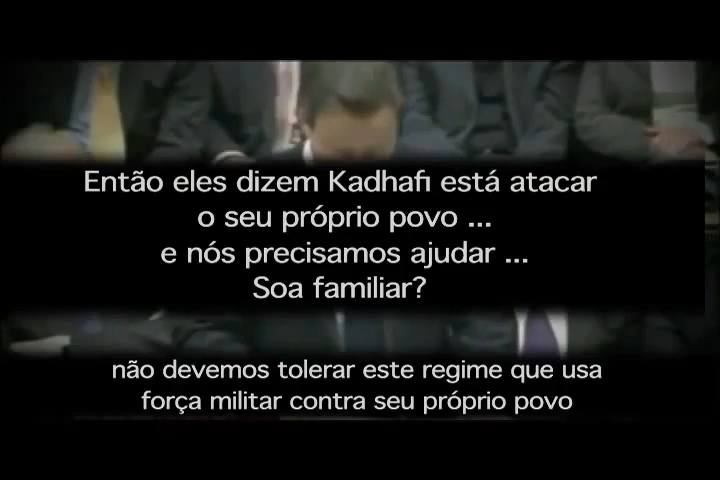 Então eles dizem Kadhafi está atacar
o seu próprio povo ...
e nós precisamos ajudar ...
Soa familiar?
não devemos tolerar este regime que usa
força militar contra seu próprio povo